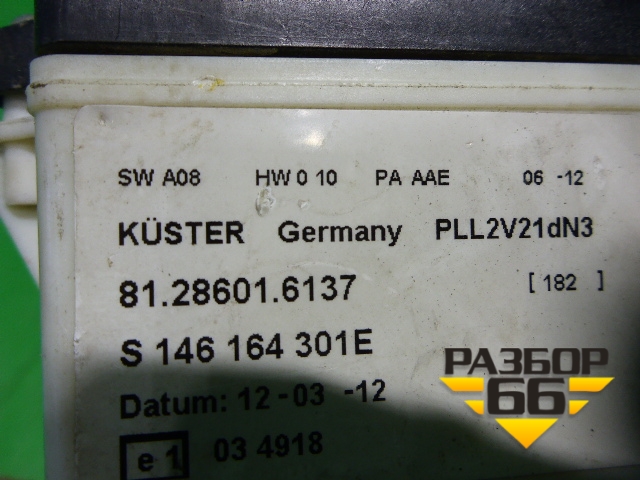 SW A08 HW 0 10 PA AAE 06 -12
KÜSTER Germany PLL2V21dN3
81.28601.6137 [ 182 ]
S 146 164 301E
РАЗБОР
66
Datum: 12-03 -12
e 1 03 4918